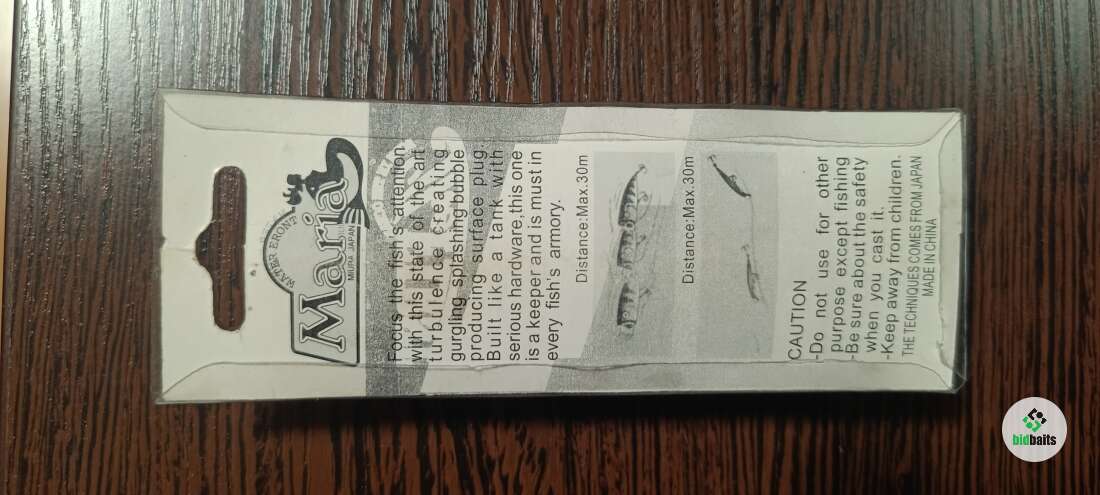 WATER FRONT
Maria
MIURA JAPAN
Focus the fish's attention
with this state of the art
turbulence creating
gurgling, splashing bubble
producing surface plug.
Built like a tank with
serious hardware,this one
is a keeper and is must in
every fish's armory.
Distance:Max.30m
Distance:Max.30m
CAUTION
-Do not use for other
purpose except fishing
-Be sure about the safety
when you cast it.
-Keep away from children.
THE TECHNIQUES COMES FROM JAPAN
MADE IN CHINA
bidbaits